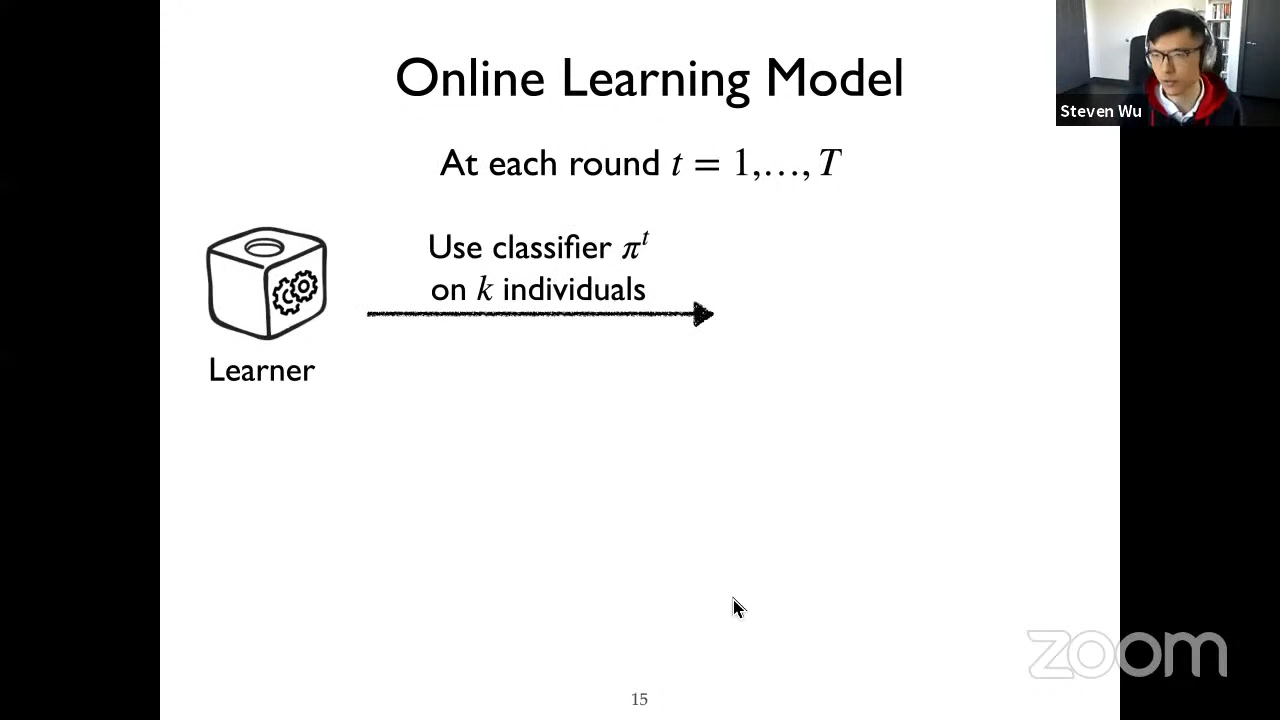 Online Learning Model
Steven Wu
At each round t = 1,…, T
Use classifier π^t
on k individuals
Learner
zoom
15